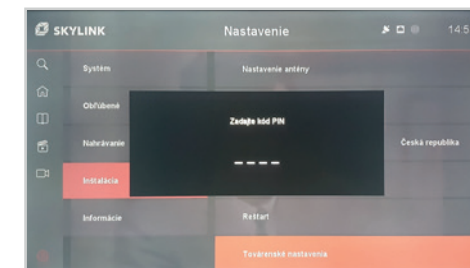 SKYLINK
Nastavenie
14:5
Systém
Nastavenie antény
Obľúbené
Zadajte kód PIN
Nahrávanie
Česká republika
Inštalácia
Informácie
Reštart
Továrenské nastavenia